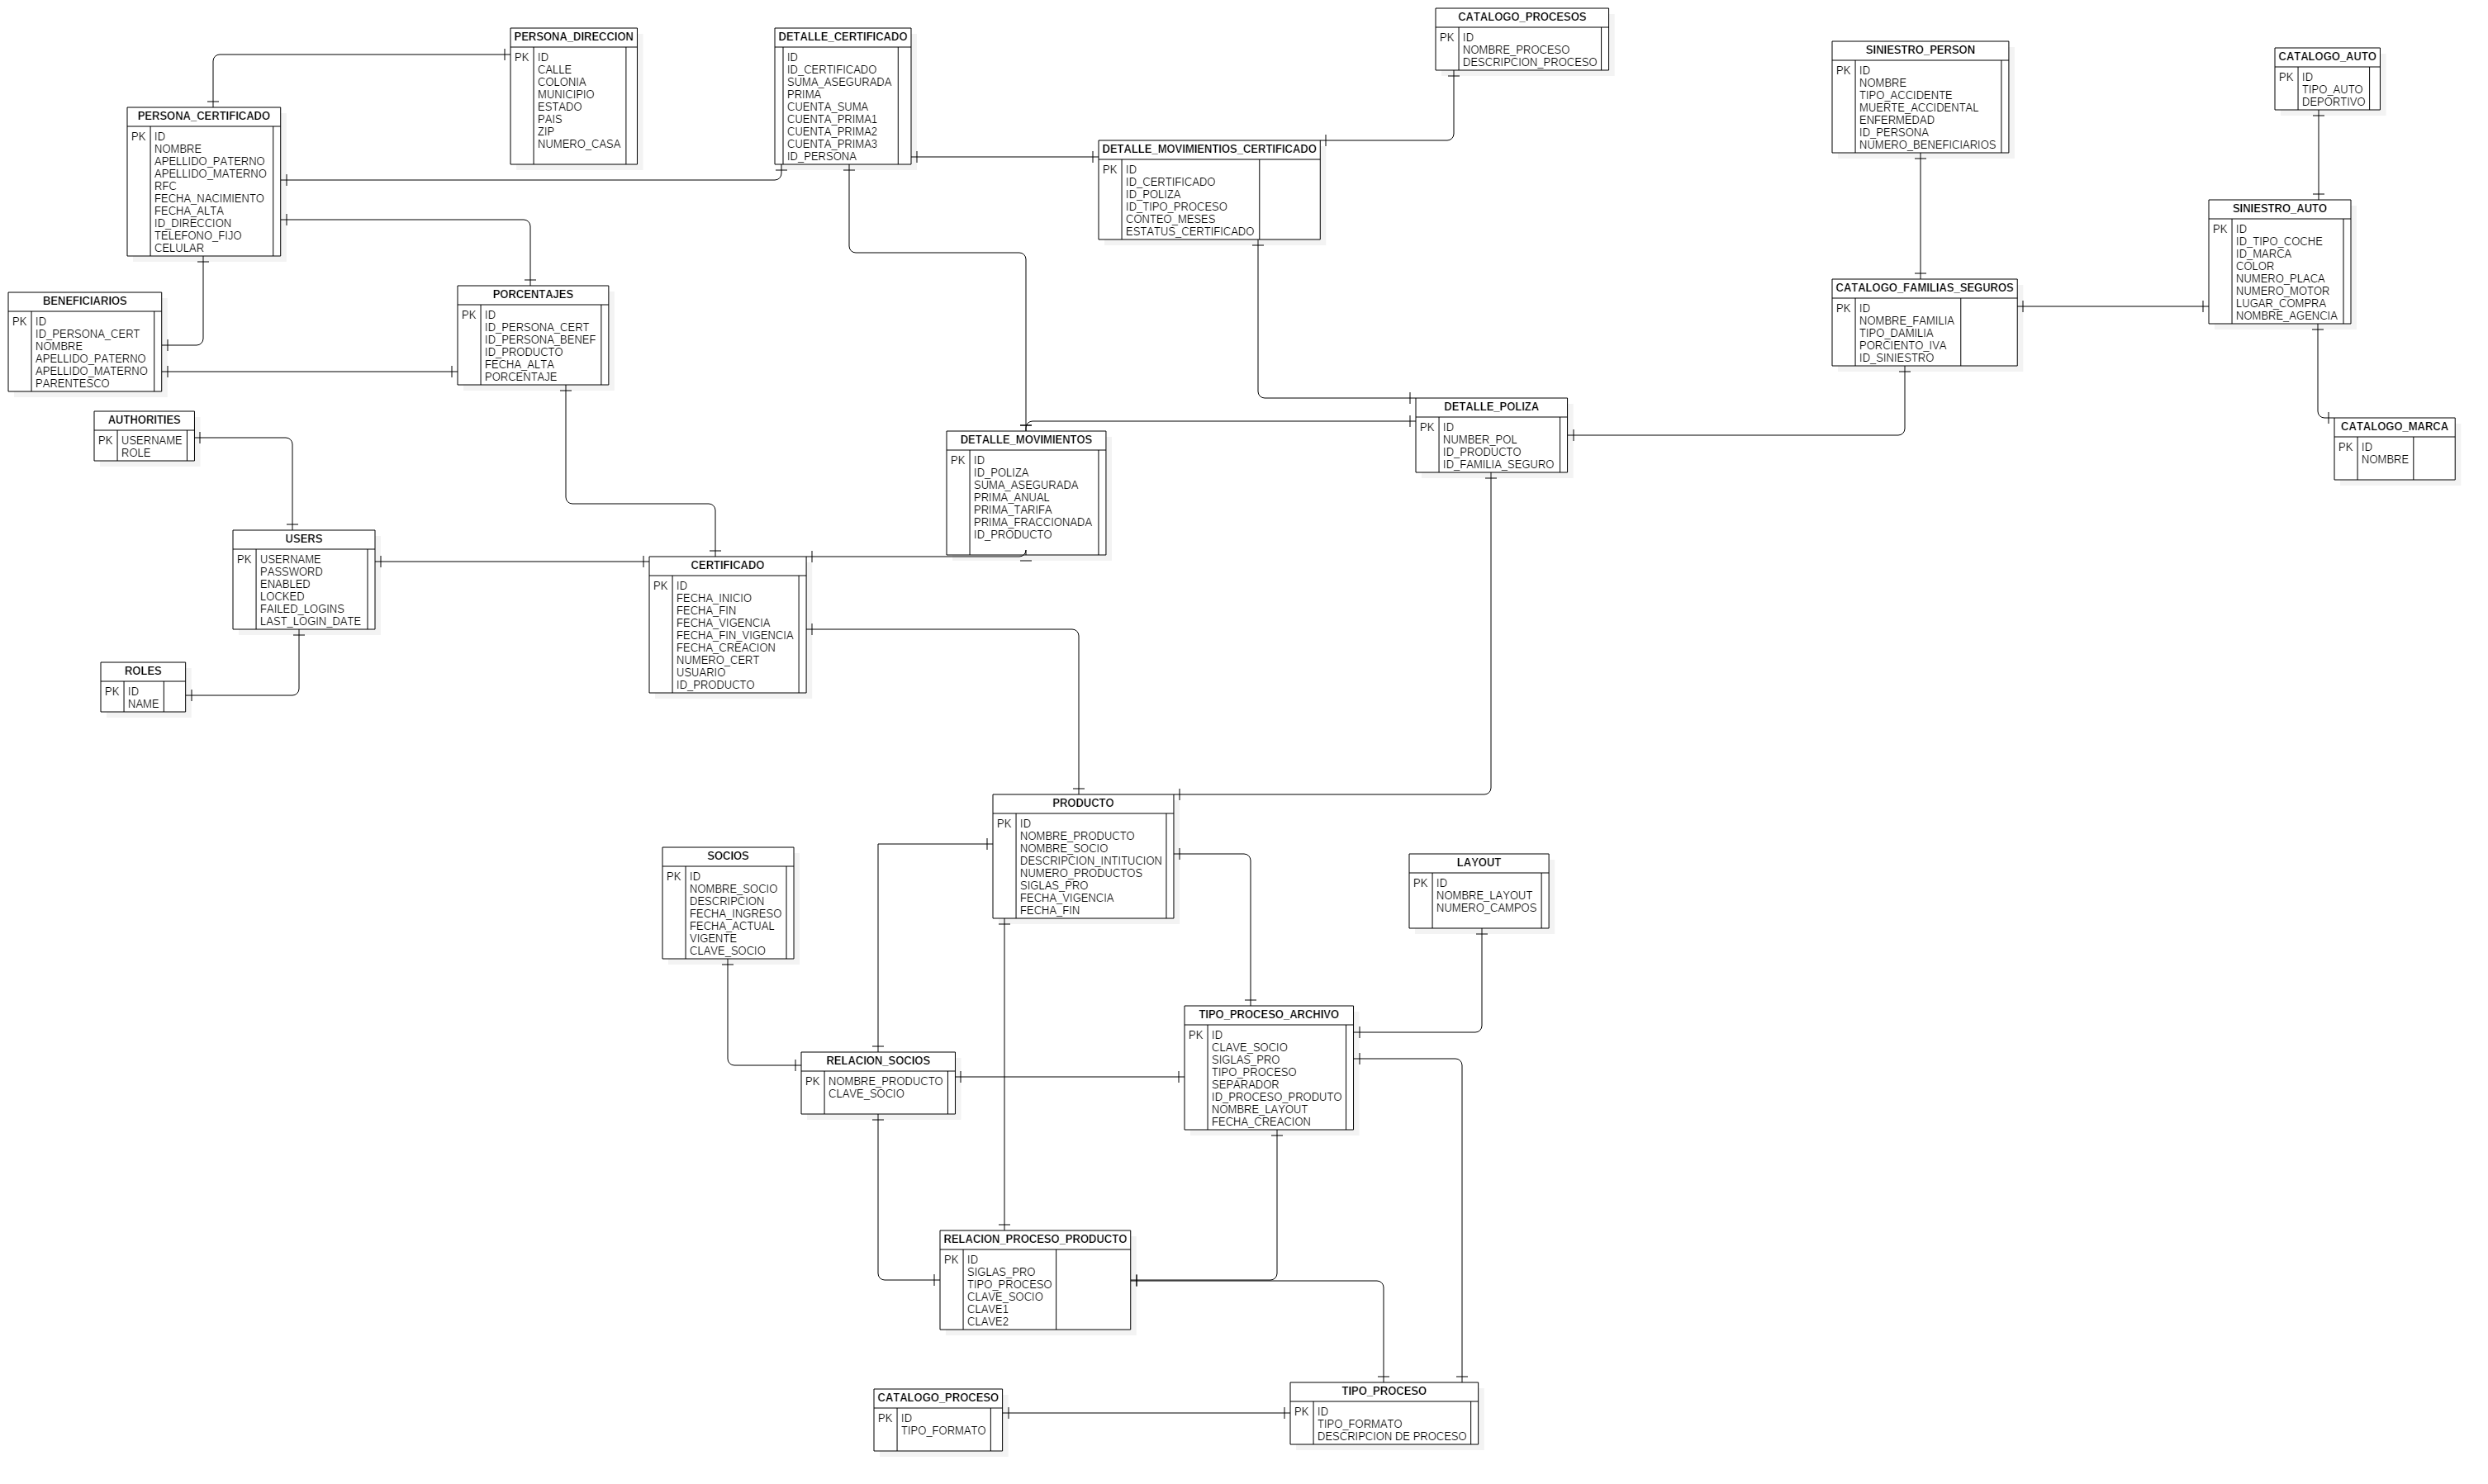 PERSONA_DIRECCION
PK ID
CALLE
COLONIA
MUNICIPIO
ESTADO
PAIS
ZIP
NUMERO_CASA
DETALLE_CERTIFICADO
ID
ID_CERTIFICADO
SUMA_ASEGURADA
PRIMA
CUENTA_SUMA
CUENTA_PRIMA1
CUENTA_PRIMA2
CUENTA_PRIMA3
ID_PERSONA
CATALOGO_PROCESOS
PK ID
NOMBRE_PROCESO
DESCRIPCION_PROCESO
SINIESTRO_PERSON
PK ID
NOMBRE
TIPO_ACCIDENTE
MUERTE_ACCIDENTAL
ENFERMEDAD
ID_PERSONA
NUMERO_BENEFICIARIOS
CATALOGO_AUTO
PK ID
TIPO_AUTO
DEPORTIVO
PERSONA_CERTIFICADO
PK ID
NOMBRE
APELLIDO_PATERNO
APELLIDO_MATERNO
RFC
FECHA_NACIMIENTO
FECHA_ALTA
ID_DIRECCION
TELEFONO_FIJO
CELULAR
DETALLE_MOVIMIENTIOS_CERTIFICADO
PK ID
ID_CERTIFICADO
ID_POLIZA
ID_TIPO_PROCESO
CONTEO_MESES
ESTATUS_CERTIFICADO
SINIESTRO_AUTO
PK ID
ID_TIPO_COCHE
ID_MARCA
COLOR
NUMERO_PLACA
NUMERO_MOTOR
LUGAR_COMPRA
NOMBRE_AGENCIA
BENEFICIARIOS
PK ID
ID_PERSONA_CERT
NOMBRE
APELLIDO_PATERNO
APELLIDO_MATERNO
PARENTESCO
PORCENTAJES
PK ID
ID_PERSONA_CERT
ID_PERSONA_BENEF
ID_PRODUCTO
FECHA_ALTA
PORCENTAJE
CATALOGO_FAMILIAS_SEGUROS
PK ID
NOMBRE_FAMILIA
TIPO_DAMILIA
PORCIENTO_IVA
ID_SINIESTRO
AUTHORITIES
PK USERNAME
ROLE
DETALLE_MOVIMIENTOS
PK ID
ID_POLIZA
SUMA_ASEGURADA
PRIMA_ANUAL
PRIMA_TARIFA
PRIMA_FRACCIONADA
ID_PRODUCTO
DETALLE_POLIZA
PK ID
NUMBER_POL
ID_PRODUCTO
ID_FAMILIA_SEGURO
CATALOGO_MARCA
PK ID
NOMBRE
USERS
PK USERNAME
PASSWORD
ENABLED
LOCKED
FAILED_LOGINS
LAST_LOGIN_DATE
CERTIFICADO
PK ID
FECHA_INICIO
FECHA_FIN
FECHA_VIGENCIA
FECHA_FIN_VIGENCIA
FECHA_CREACION
NUMERO_CERT
USUARIO
ID_PRODUCTO
ROLES
PK ID
NAME
PRODUCTO
PK ID
NOMBRE_PRODUCTO
NOMBRE_SOCIO
DESCRIPCION_INTITUCION
NUMERO_PRODUCTOS
SIGLAS_PRO
FECHA_VIGENCIA
FECHA_FIN
SOCIOS
PK ID
NOMBRE_SOCIO
DESCRIPCION
FECHA_INGRESO
FECHA_ACTUAL
VIGENTE
CLAVE_SOCIO
LAYOUT
PK ID
NOMBRE_LAYOUT
NUMERO_CAMPOS
TIPO_PROCESO_ARCHIVO
PK ID
CLAVE_SOCIO
SIGLAS_PRO
TIPO_PROCESO
SEPARADOR
ID_PROCESO_PRODUTO
NOMBRE_LAYOUT
FECHA_CREACION
RELACION_SOCIOS
PK NOMBRE_PRODUCTO
CLAVE_SOCIO
RELACION_PROCESO_PRODUCTO
PK ID
SIGLAS_PRO
TIPO_PROCESO
CLAVE_SOCIO
CLAVE1
CLAVE2
CATALOGO_PROCESO
PK ID
TIPO_FORMATO
TIPO_PROCESO
PK ID
TIPO_FORMATO
DESCRIPCION DE PROCESO